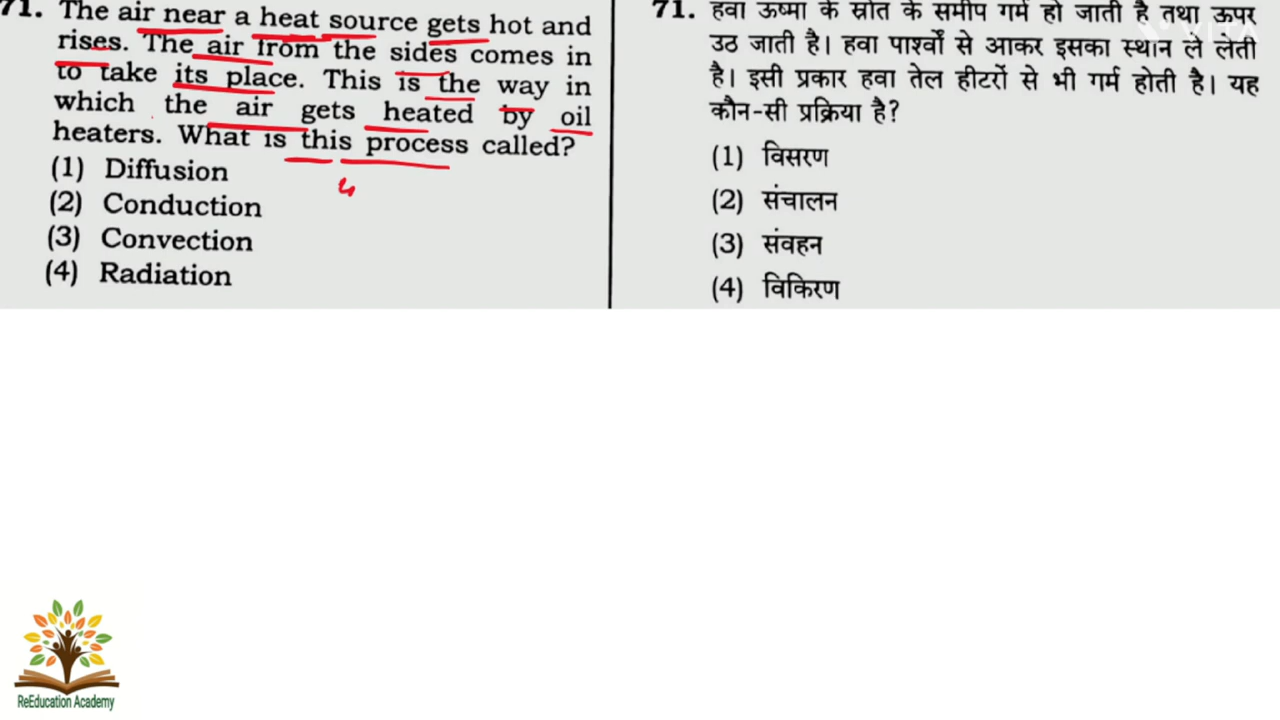 71. The air near a heat source gets hot and
rises. The air from the sides comes in
to take its place. This is the way in
which the air gets heated by oil
heaters. What is this process called?
(1) Diffusion
(2) Conduction
(3) Convection
(4) Radiation
71. हवा ऊष्मा के स्रोत के समीप गर्म हो जाती है तथा ऊपर
उठ जाती है। हवा पार्श्वों से आकर इसका स्थान ले लेती
है। इसी प्रकार हवा तेल हीटरों से भी गर्म होती है। यह
कौन-सी प्रक्रिया है?
(1) विसरण
(2) संचालन
(3) संवहन
(4) विकिरण
VITA
ReEducation Academy